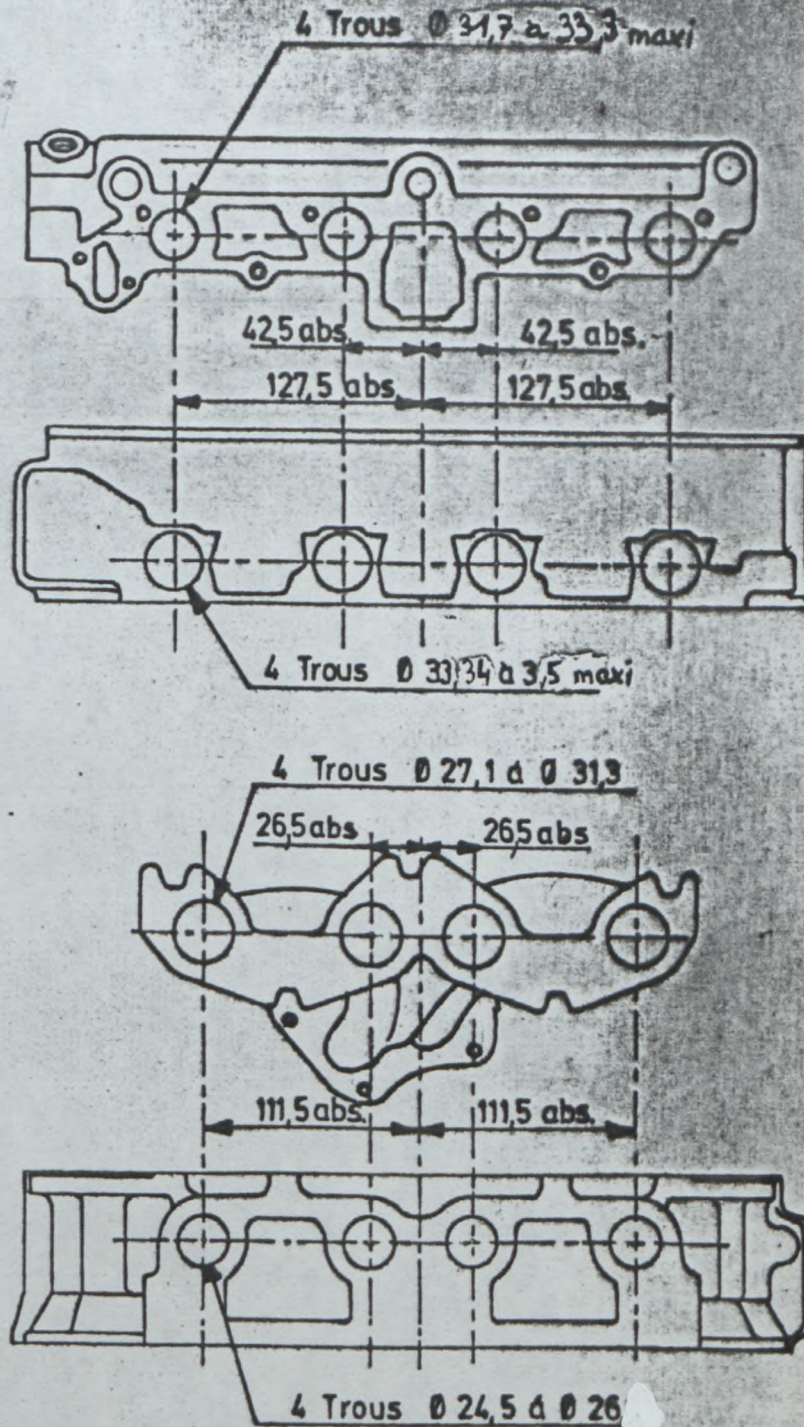 4 Trous Ø 31,7 à 33,3 maxi
42,5 abs. 42,5 abs.
127,5 abs. 127,5 abs.
4 Trous Ø 33,34 à 3,5 maxi
4 Trous Ø 27,1 à Ø 31,3
26,5 abs 26,5 abs
111,5 abs. 111,5 abs.
4 Trous Ø 24,5 à Ø 26